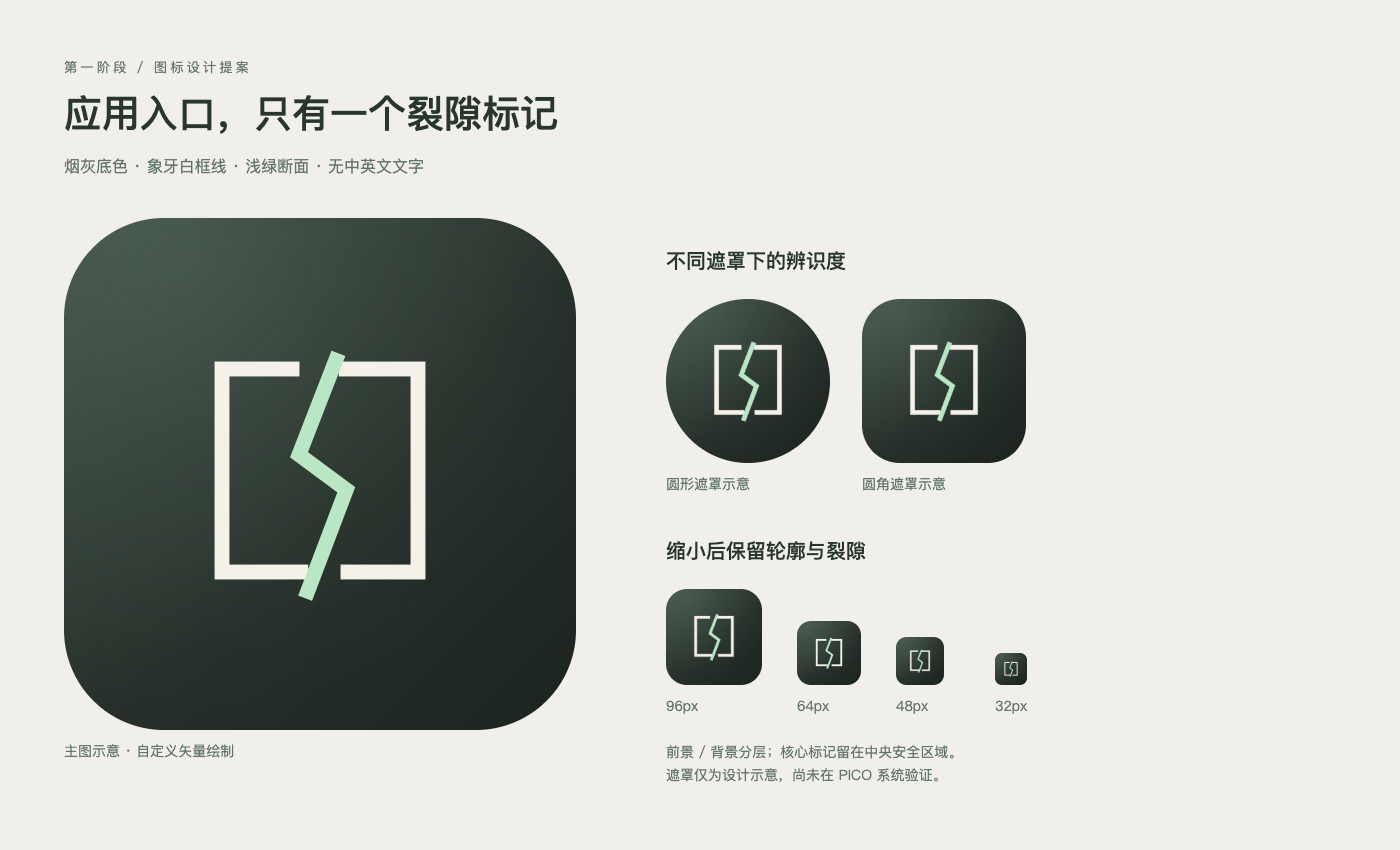 第一阶段 / 图标设计提案
应用入口，只有一个裂隙标记
烟灰底色 · 象牙白框线 · 浅绿断面 · 无中英文文字
主图示意 · 自定义矢量绘制
不同遮罩下的辨识度
圆形遮罩示意
圆角遮罩示意
缩小后保留轮廓与裂隙
96px
64px
48px
32px
前景 / 背景分层；核心标记留在中央安全区域。
遮罩仅为设计示意，尚未在 PICO 系统验证。